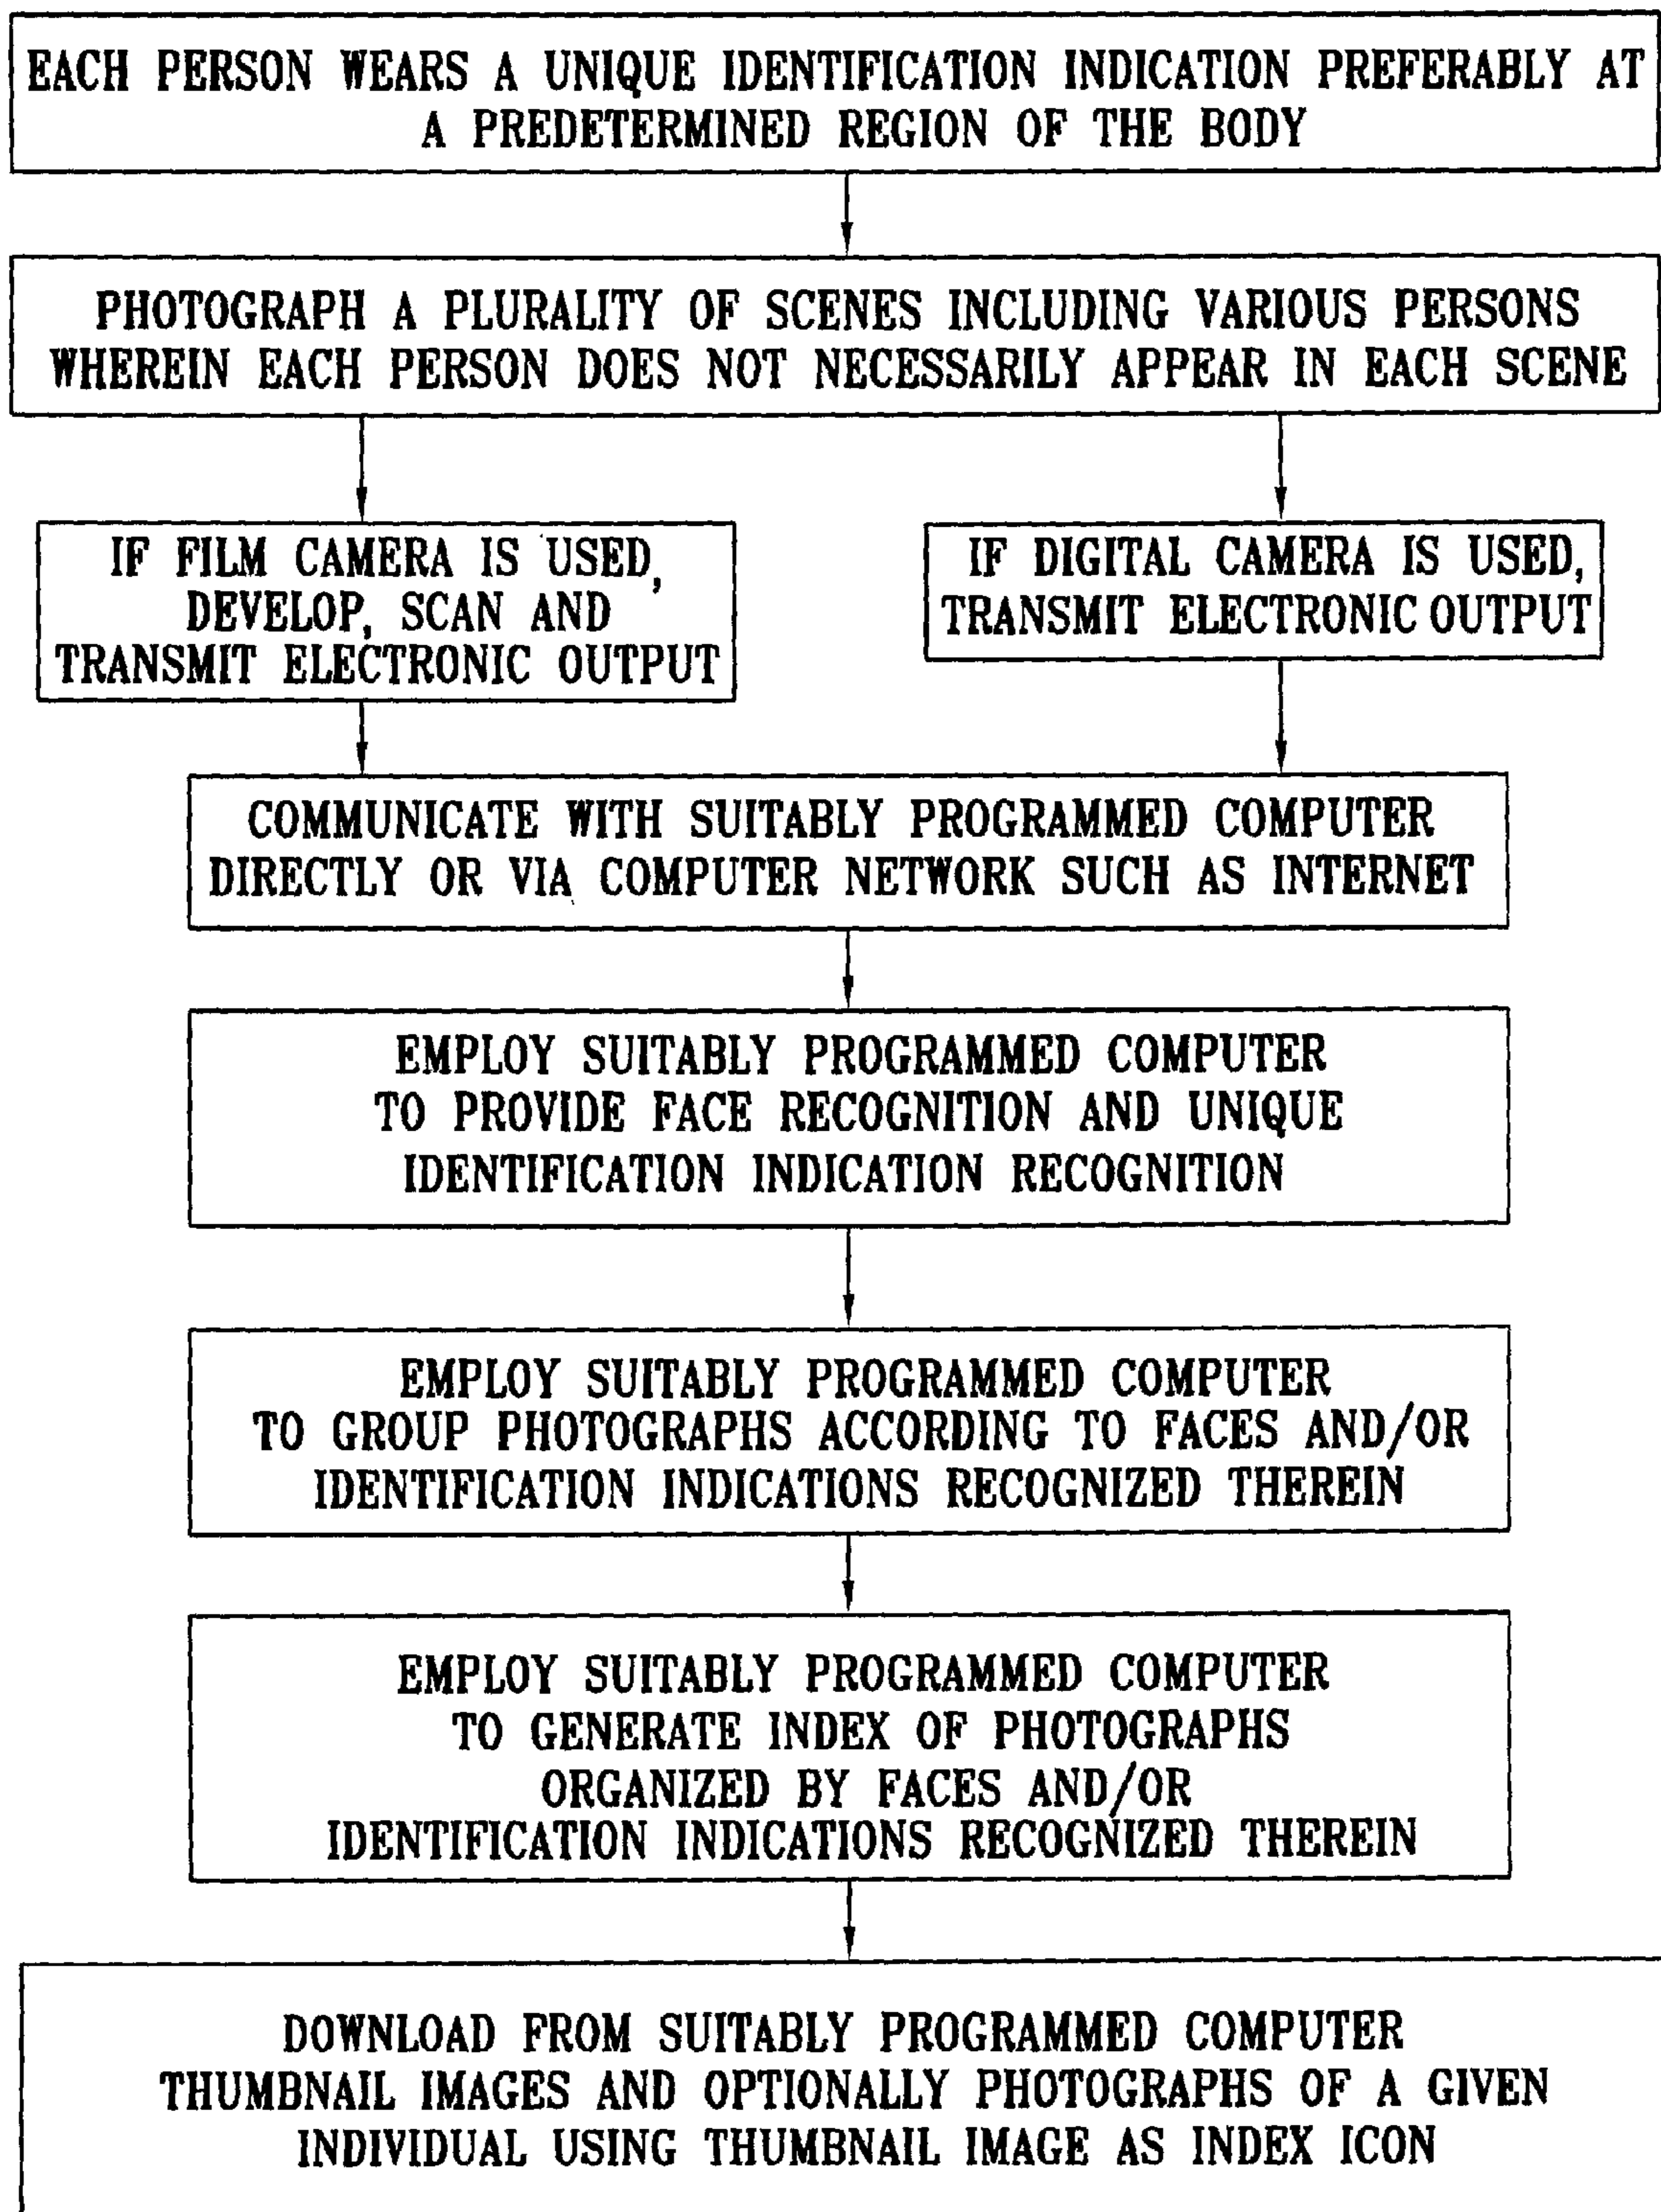 EACH PERSON WEARS A UNIQUE IDENTIFICATION INDICATION PREFERABLY AT
A PREDETERMINED REGION OF THE BODY
PHOTOGRAPH A PLURALITY OF SCENES INCLUDING VARIOUS PERSONS
WHEREIN EACH PERSON DOES NOT NECESSARILY APPEAR IN EACH SCENE
IF FILM CAMERA IS USED,
DEVELOP, SCAN AND
TRANSMIT ELECTRONIC OUTPUT
IF DIGITAL CAMERA IS USED,
TRANSMIT ELECTRONIC OUTPUT
COMMUNICATE WITH SUITABLY PROGRAMMED COMPUTER
DIRECTLY OR VIA COMPUTER NETWORK SUCH AS INTERNET
EMPLOY SUITABLY PROGRAMMED COMPUTER
TO PROVIDE FACE RECOGNITION AND UNIQUE
IDENTIFICATION INDICATION RECOGNITION
EMPLOY SUITABLY PROGRAMMED COMPUTER
TO GROUP PHOTOGRAPHS ACCORDING TO FACES AND/OR
IDENTIFICATION INDICATIONS RECOGNIZED THEREIN
EMPLOY SUITABLY PROGRAMMED COMPUTER
TO GENERATE INDEX OF PHOTOGRAPHS
ORGANIZED BY FACES AND/OR
IDENTIFICATION INDICATIONS RECOGNIZED THEREIN
DOWNLOAD FROM SUITABLY PROGRAMMED COMPUTER
THUMBNAIL IMAGES AND OPTIONALLY PHOTOGRAPHS OF A GIVEN
INDIVIDUAL USING THUMBNAIL IMAGE AS INDEX ICON